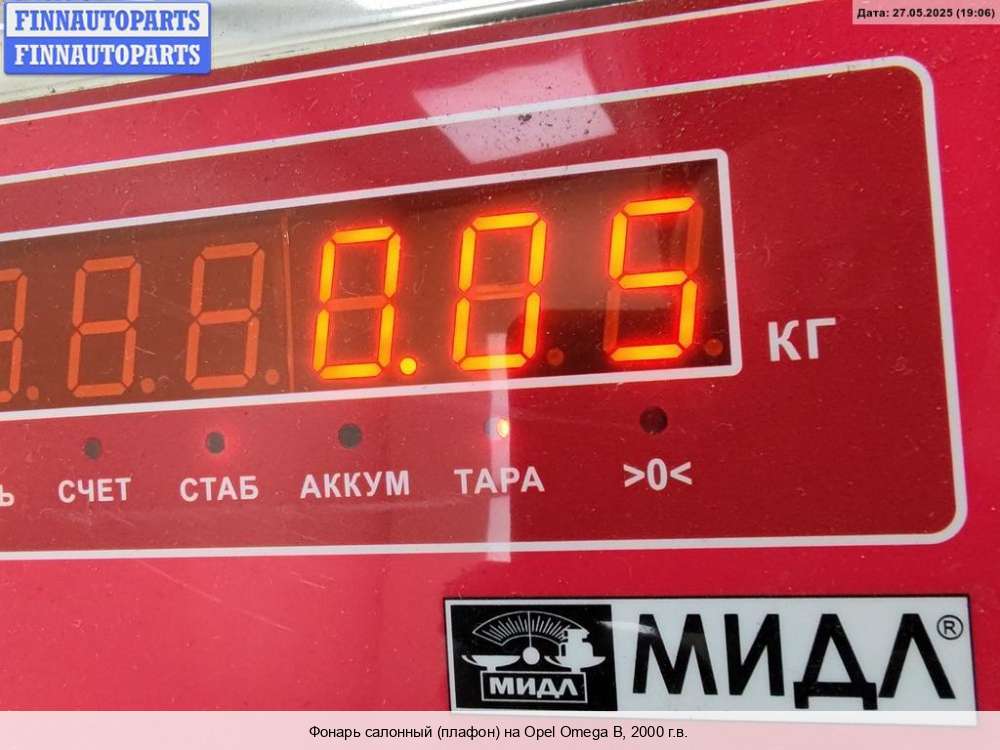 FINNAUTOPARTS
FINNAUTOPARTS
Дата: 27.05.2025 (19:06)
0.05
КГ
Ь СЧЕТ СТАБ АККУМ ТАРА >0<
МИДЛ
МИДЛ®
Фонарь салонный (плафон) на Opel Omega B, 2000 г.в.